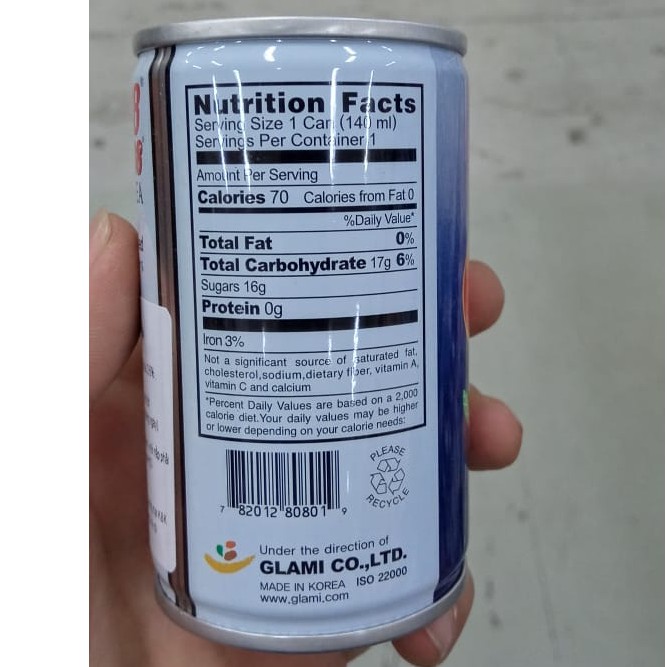 Nutrition Facts
Serving Size 1 Can (140 ml)
Servings Per Container 1
Amount Per Serving
Calories 70 Calories from Fat 0
%Daily Value*
Total Fat 0%
Total Carbohydrate 17g 6%
Sugars 16g
Protein 0g
Iron 3%
Not a significant source of saturated fat,
cholesterol,sodium,dietary fiber, vitamin A,
vitamin C and calcium
*Percent Daily Values are based on a 2,000
calorie diet.Your daily values may be higher
or lower depending on your calorie needs:
7 82012 80801 9
PLEASE
RECYCLE
Under the direction of
GLAMI CO.,LTD.
MADE IN KOREA ISO 22000
www.glami.com